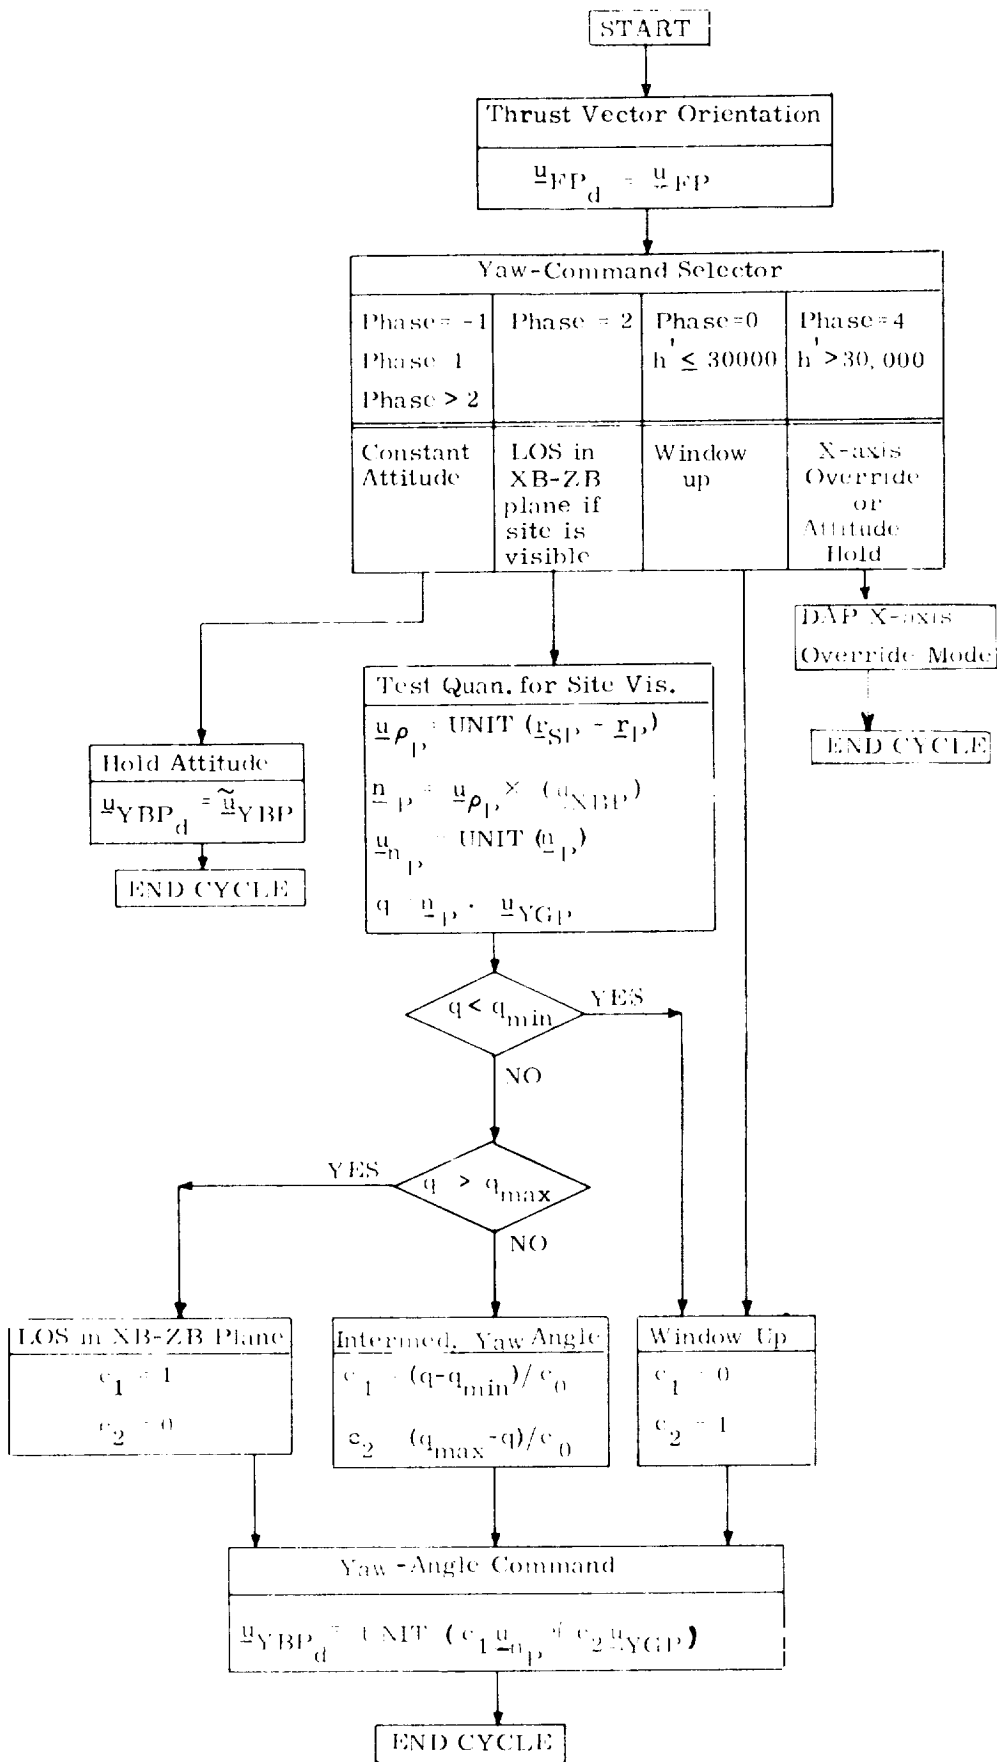 START
Thrust Vector Orientation
u_FP_d = u_FP
Yaw-Command Selector
Phase = -1
Phase 1
Phase > 2
Phase = 2
Phase=0
h' ≤ 30000
Phase=4
h' >30,000
Constant
Attitude
LOS in
XB-ZB
plane if
site is
visible
Window
up
X-axis
Override
or
Attitude
Hold
DAP X-axis
Override Mode
END CYCLE
Test Quan. for Site Vis.
u_ρ_P = UNIT (r_SP - r_P)
n_P = u_ρ_P × (u_XBP)
u_n_P = UNIT (n_P)
q n_P · u_YGP
Hold Attitude
u_YBP_d = ũ_YBP
END CYCLE
q < q_min
YES
NO
q > q_max
YES
NO
LOS in XB-ZB Plane
c_1 = 1
c_2 = 0
Intermed. Yaw Angle
c_1 = (q-q_min)/c_0
c_2 (q_max-q)/c_0
Window Up
c_1 = 0
c_2 = 1
Yaw-Angle Command
u_YBP_d = UNIT (c_1 u_n_P + c_2 u_YGP)
END CYCLE